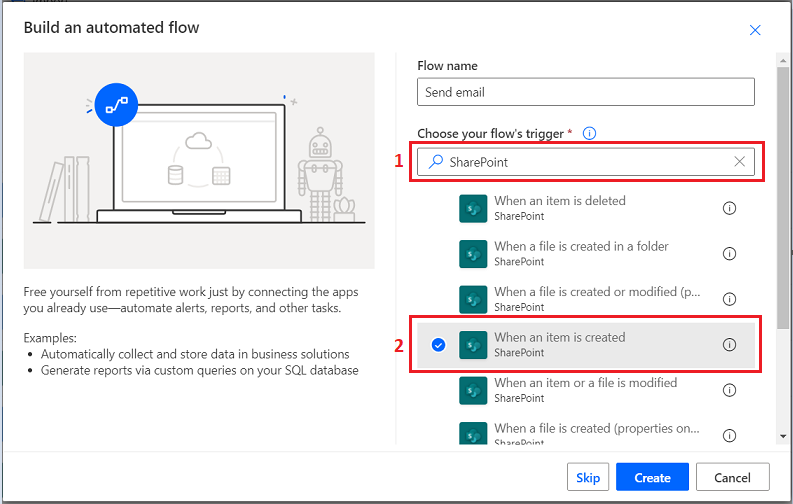 Build an automated flow
Flow name
Send email
Choose your flow's trigger *
1
SharePoint
When an item is deleted
SharePoint
When a file is created in a folder
SharePoint
When a file is created or modified (p...
SharePoint
2
When an item is created
SharePoint
When an item or a file is modified
SharePoint
When a file is created (properties on...
SharePoint
Free yourself from repetitive work just by connecting the apps
you already use—automate alerts, reports, and other tasks.
Examples:
• Automatically collect and store data in business solutions
• Generate reports via custom queries on your SQL database
Skip
Create
Cancel